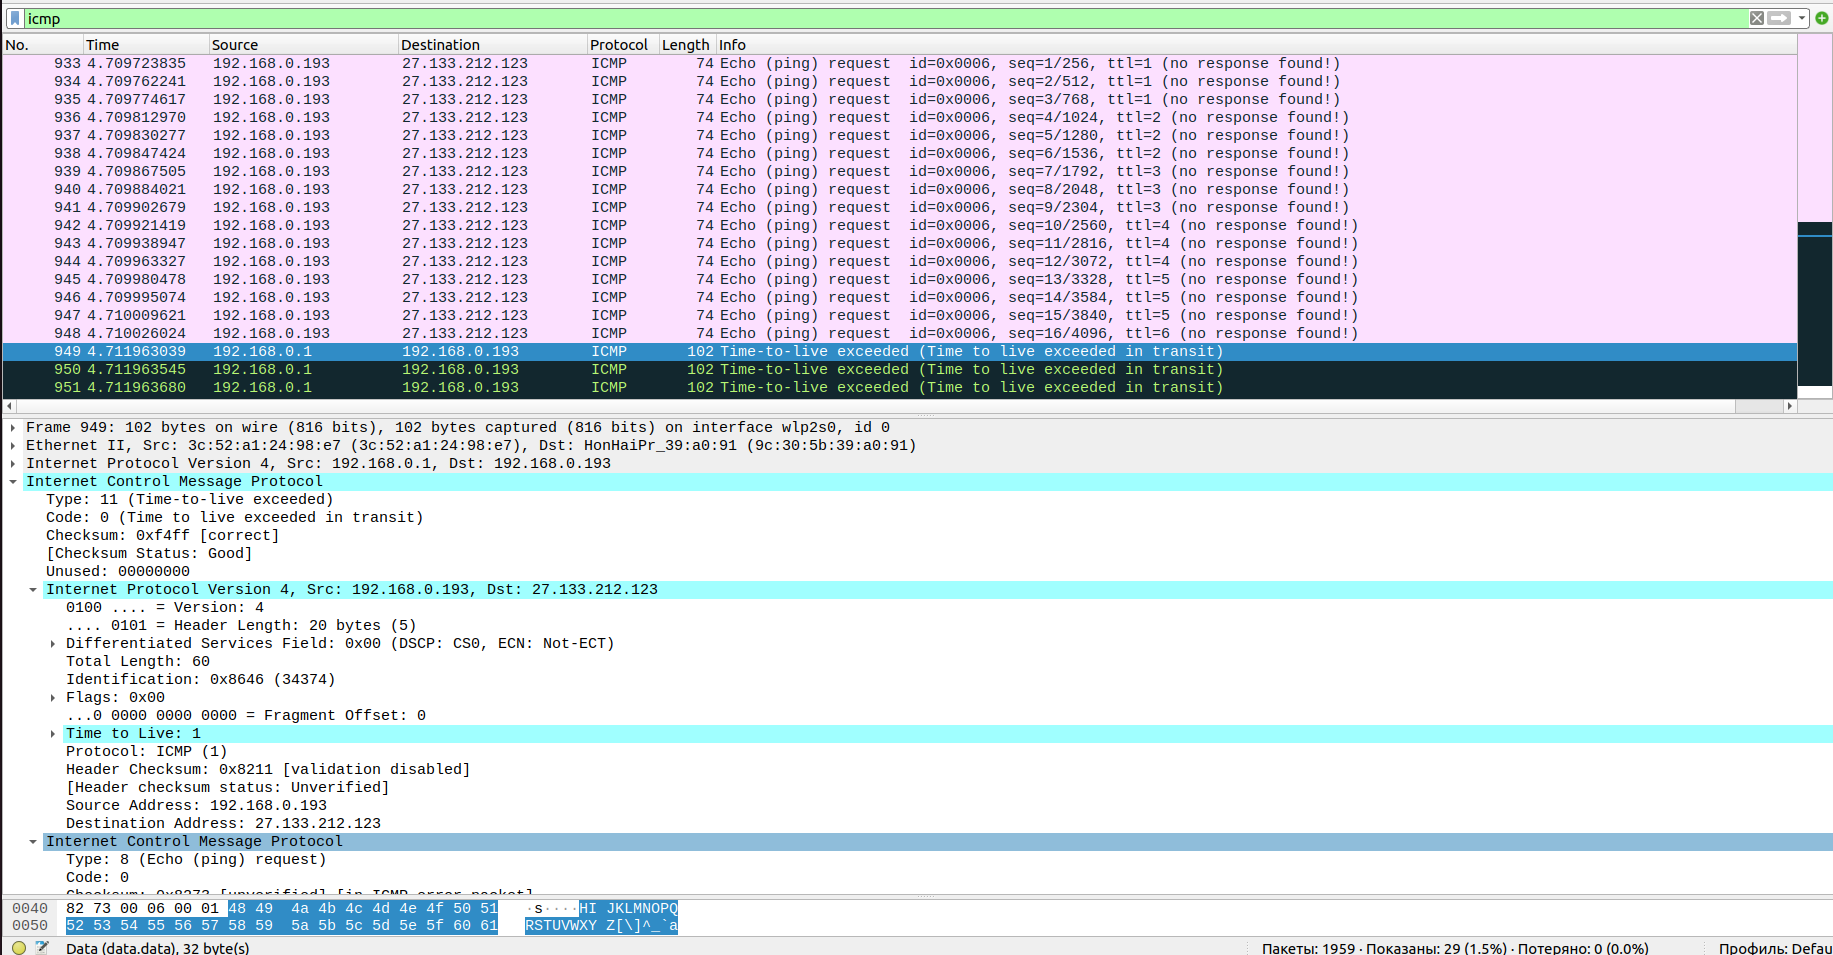 icmp
No. Time Source Destination Protocol Length Info
933 4.709723835 192.168.0.193 27.133.212.123 ICMP 74 Echo (ping) request id=0x0006, seq=1/256, ttl=1 (no response found!)
934 4.709762241 192.168.0.193 27.133.212.123 ICMP 74 Echo (ping) request id=0x0006, seq=2/512, ttl=1 (no response found!)
935 4.709774617 192.168.0.193 27.133.212.123 ICMP 74 Echo (ping) request id=0x0006, seq=3/768, ttl=1 (no response found!)
936 4.709812970 192.168.0.193 27.133.212.123 ICMP 74 Echo (ping) request id=0x0006, seq=4/1024, ttl=2 (no response found!)
937 4.709830277 192.168.0.193 27.133.212.123 ICMP 74 Echo (ping) request id=0x0006, seq=5/1280, ttl=2 (no response found!)
938 4.709847424 192.168.0.193 27.133.212.123 ICMP 74 Echo (ping) request id=0x0006, seq=6/1536, ttl=2 (no response found!)
939 4.709867505 192.168.0.193 27.133.212.123 ICMP 74 Echo (ping) request id=0x0006, seq=7/1792, ttl=3 (no response found!)
940 4.709884021 192.168.0.193 27.133.212.123 ICMP 74 Echo (ping) request id=0x0006, seq=8/2048, ttl=3 (no response found!)
941 4.709902679 192.168.0.193 27.133.212.123 ICMP 74 Echo (ping) request id=0x0006, seq=9/2304, ttl=3 (no response found!)
942 4.709921419 192.168.0.193 27.133.212.123 ICMP 74 Echo (ping) request id=0x0006, seq=10/2560, ttl=4 (no response found!)
943 4.709938947 192.168.0.193 27.133.212.123 ICMP 74 Echo (ping) request id=0x0006, seq=11/2816, ttl=4 (no response found!)
944 4.709963327 192.168.0.193 27.133.212.123 ICMP 74 Echo (ping) request id=0x0006, seq=12/3072, ttl=4 (no response found!)
945 4.709980478 192.168.0.193 27.133.212.123 ICMP 74 Echo (ping) request id=0x0006, seq=13/3328, ttl=5 (no response found!)
946 4.709995074 192.168.0.193 27.133.212.123 ICMP 74 Echo (ping) request id=0x0006, seq=14/3584, ttl=5 (no response found!)
947 4.710009621 192.168.0.193 27.133.212.123 ICMP 74 Echo (ping) request id=0x0006, seq=15/3840, ttl=5 (no response found!)
948 4.710026024 192.168.0.193 27.133.212.123 ICMP 74 Echo (ping) request id=0x0006, seq=16/4096, ttl=6 (no response found!)
949 4.711963039 192.168.0.1 192.168.0.193 ICMP 102 Time-to-live exceeded (Time to live exceeded in transit)
950 4.711963545 192.168.0.1 192.168.0.193 ICMP 102 Time-to-live exceeded (Time to live exceeded in transit)
951 4.711963680 192.168.0.1 192.168.0.193 ICMP 102 Time-to-live exceeded (Time to live exceeded in transit)
Frame 949: 102 bytes on wire (816 bits), 102 bytes captured (816 bits) on interface wlp2s0, id 0
Ethernet II, Src: 3c:52:a1:24:98:e7 (3c:52:a1:24:98:e7), Dst: HonHaiPr_39:a0:91 (9c:30:5b:39:a0:91)
Internet Protocol Version 4, Src: 192.168.0.1, Dst: 192.168.0.193
Internet Control Message Protocol
Type: 11 (Time-to-live exceeded)
Code: 0 (Time to live exceeded in transit)
Checksum: 0xf4ff [correct]
[Checksum Status: Good]
Unused: 00000000
Internet Protocol Version 4, Src: 192.168.0.193, Dst: 27.133.212.123
0100 .... = Version: 4
.... 0101 = Header Length: 20 bytes (5)
Differentiated Services Field: 0x00 (DSCP: CS0, ECN: Not-ECT)
Total Length: 60
Identification: 0x8646 (34374)
Flags: 0x00
...0 0000 0000 0000 = Fragment Offset: 0
Time to Live: 1
Protocol: ICMP (1)
Header Checksum: 0x8211 [validation disabled]
[Header checksum status: Unverified]
Source Address: 192.168.0.193
Destination Address: 27.133.212.123
Internet Control Message Protocol
Type: 8 (Echo (ping) request)
Code: 0
Checksum: 0x8273 [unverified] [in ICMP error packet]
0040 82 73 00 06 00 01 48 49 4a 4b 4c 4d 4e 4f 50 51 ·s····HI JKLMNOPQ
0050 52 53 54 55 56 57 58 59 5a 5b 5c 5d 5e 5f 60 61 RSTUVWXY Z[\]^_`a
Data (data.data), 32 byte(s) Пакеты: 1959 · Показаны: 29 (1.5%) · Потеряно: 0 (0.0%) Профиль: Defau